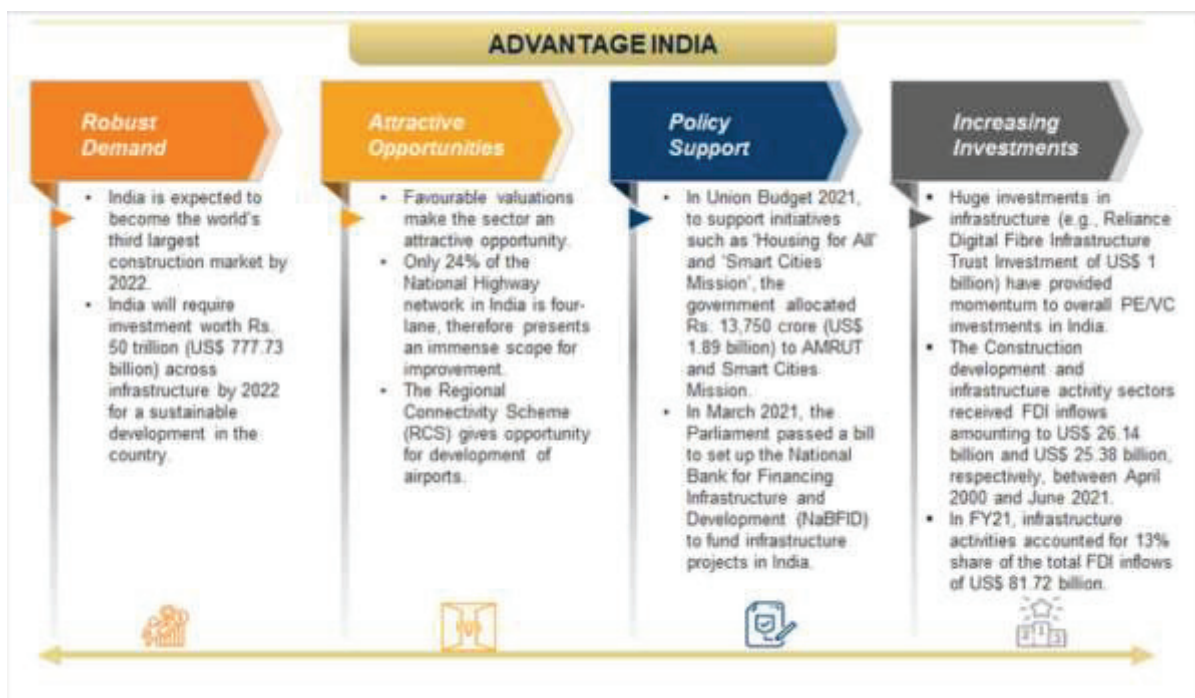 ADVANTAGE INDIA
Robust
Demand
• India is expected to
become the world's
third largest
construction market by
2022.
• India will require
investment worth Rs.
50 trillion (US$ 777.73
billion) across
infrastructure by 2022
for a sustainable
development in the
country.
Attractive
Opportunities
• Favourable valuations
make the sector an
attractive opportunity.
• Only 24% of the
National Highway
network in India is four-
lane, therefore presents
an immense scope for
improvement.
• The Regional
Connectivity Scheme
(RCS) gives opportunity
for development of
airports.
Policy
Support
• In Union Budget 2021,
to support initiatives
such as 'Housing for All'
and 'Smart Cities
Mission', the
government allocated
Rs. 13,750 crore (US$
1.89 billion) to AMRUT
and Smart Cities
Mission.
• In March 2021, the
Parliament passed a bill
to set up the National
Bank for Financing
Infrastructure and
Development (NaBFID)
to fund infrastructure
projects in India.
Increasing
Investments
▪ Huge investments in
infrastructure (e.g., Reliance
Digital Fibre Infrastructure
Trust Investment of US$ 1
billion) have provided
momentum to overall PE/VC
investments in India.
▪ The Construction
development and
infrastructure activity sectors
received FDI inflows
amounting to US$ 26.14
billion and US$ 25.38 billion,
respectively, between April
2000 and June 2021.
▪ In FY21, infrastructure
activities accounted for 13%
share of the total FDI inflows
of US$ 81.72 billion.
2 1 3